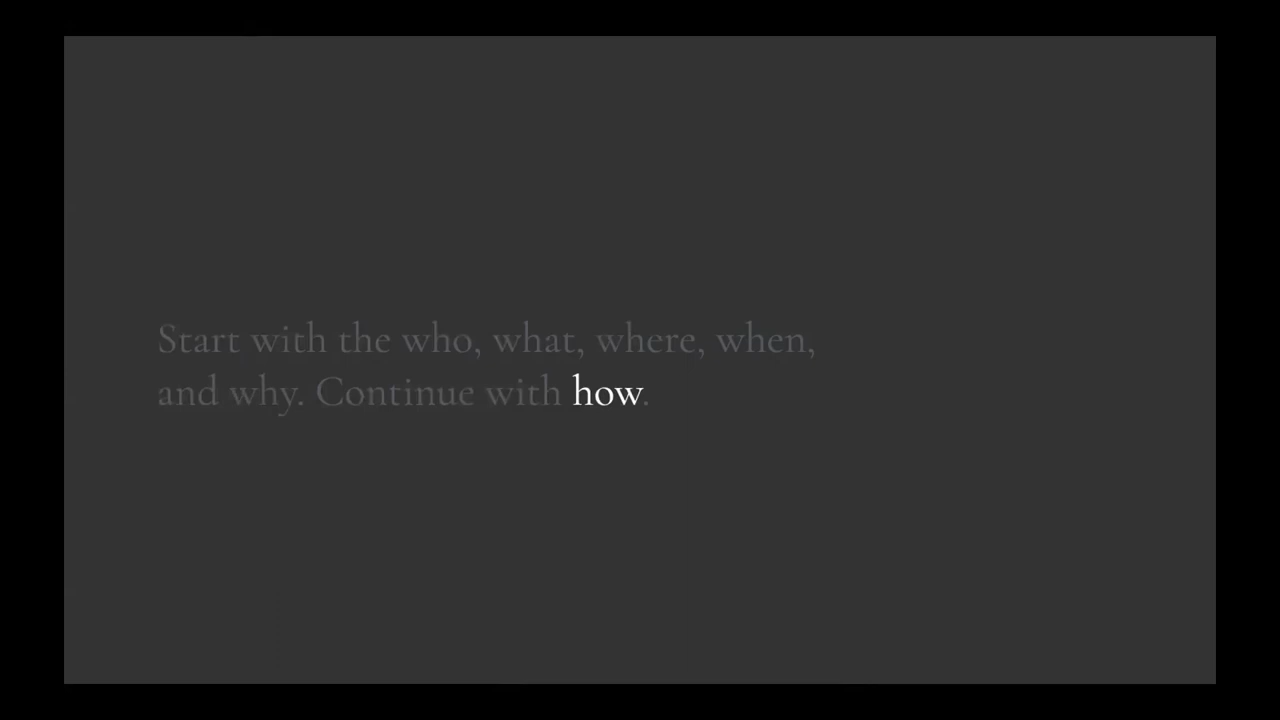 Start with the who, what, where, when,
and why. Continue with how.